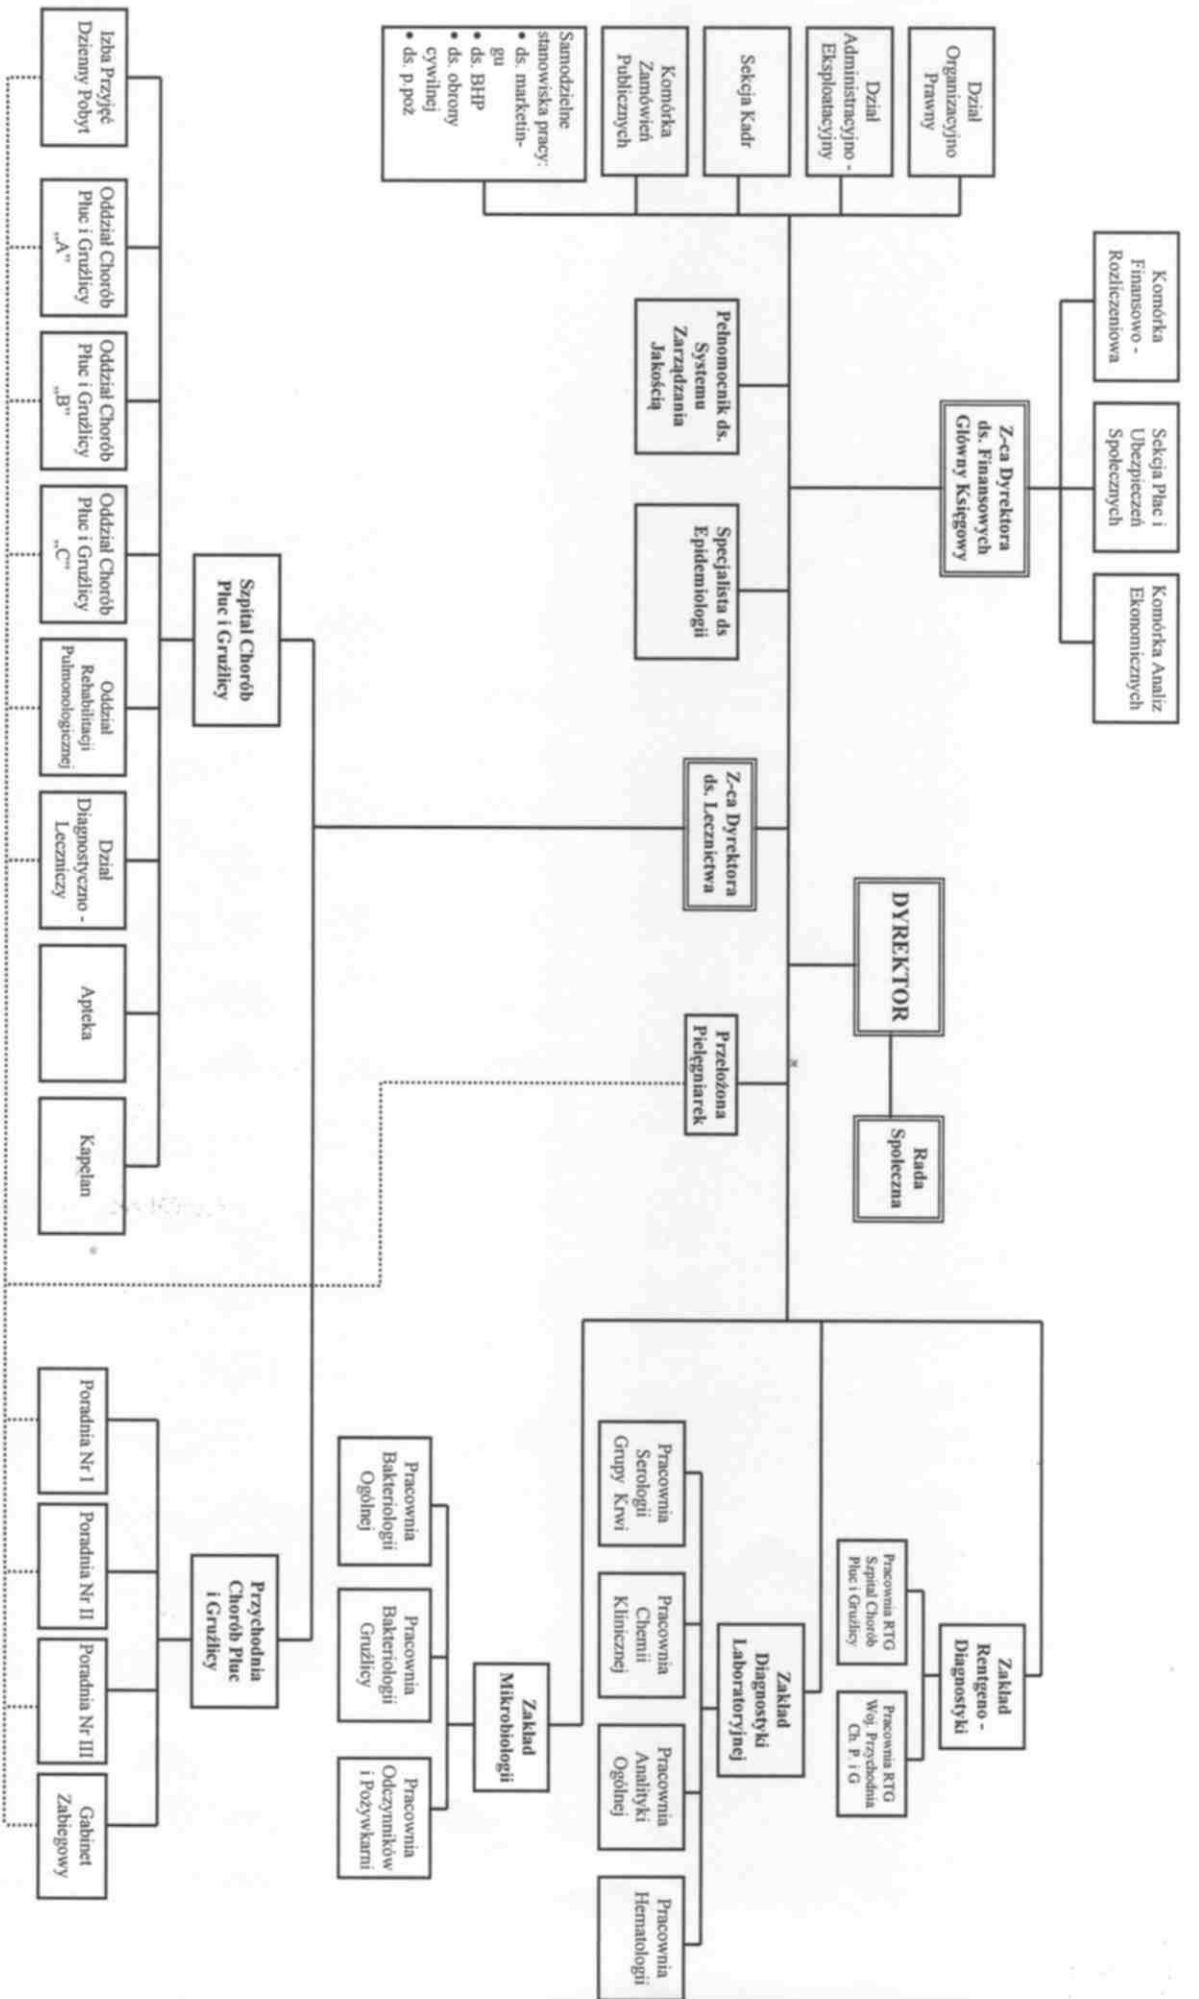 Komórka
Finansowo -
Rozliczeniowa
Sekcja Płac i
Ubezpieczeń
Społecznych
Komórka Analiz
Ekonomicznych
Z-ca Dyrektora
ds. Finansowych
Główny Księgowy
DYREKTOR
Rada
Społeczna
Dział
Organizacyjno
Prawny
Dział
Administracyjno -
Eksploatacyjny
Sekcja Kadr
Komórka
Zamówień
Publicznych
Samodzielne
stanowiska pracy:
• ds. marketin-
gu
• ds. BHP
• ds. obrony
cywilnej
• ds. p.poż
Pełnomocnik ds.
Systemu
Zarządzania
Jakością
Specjalista ds
Epidemiologii
Z-ca Dyrektora
ds. Lecznictwa
Przełożona
Pielęgniarek
Zakład
Rentgeno -
Diagnostyki
Pracownia RTG
Szpital Chorób
Płuc i Gruźlicy
Pracownia RTG
Woj. Przychodnia
Ch. P. i G
Zakład
Diagnostyki
Laboratoryjnej
Pracownia
Serologii
Grupy Krwi
Pracownia
Chemii
Klinicznej
Pracownia
Analityki
Ogólnej
Pracownia
Hematologii
Zakład
Mikrobiologii
Pracownia
Bakteriologii
Ogólnej
Pracownia
Bakteriologii
Gruźlicy
Pracownia
Odczynników
i Pożywkarni
Szpital Chorób
Płuc i Gruźlicy
Izba Przyjęć
Dzienny Pobyt
Oddział Chorób
Płuc i Gruźlicy
„A”
Oddział Chorób
Płuc i Gruźlicy
„B”
Oddział Chorób
Płuc i Gruźlicy
„C”
Oddział
Rehabilitacji
Pulmonologicznej
Dział
Diagnostyczno -
Leczniczy
Apteka
Kapelan
Przychodnia
Chorób Płuc
i Gruźlicy
Poradnia Nr I
Poradnia Nr II
Poradnia Nr III
Gabinet
Zabiegowy